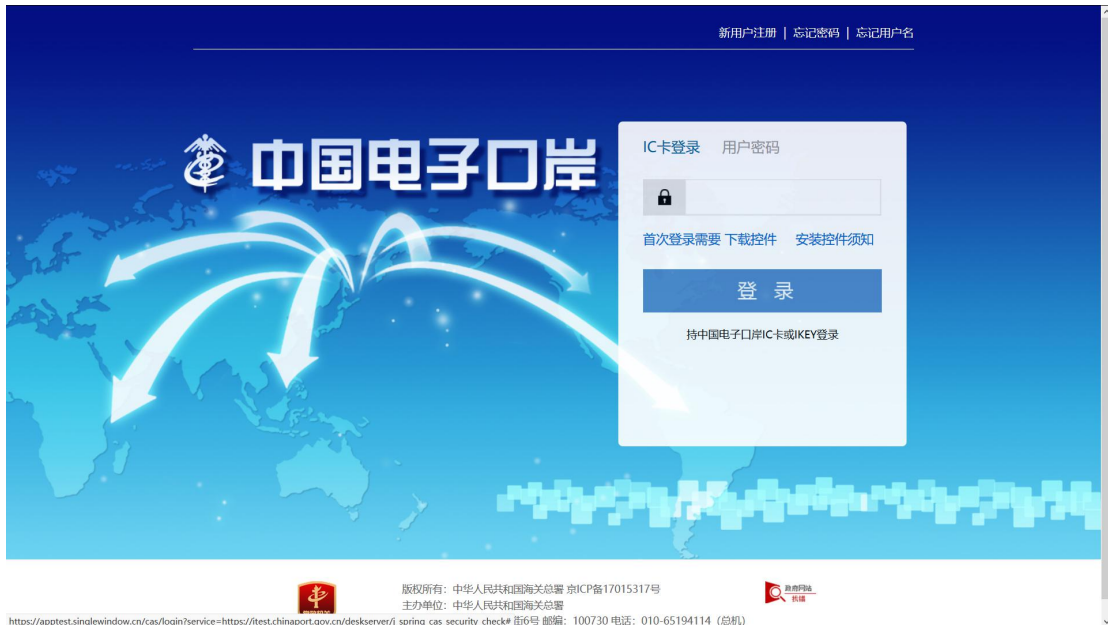 新用户注册 | 忘记密码 | 忘记用户名
中国电子口岸
IC卡登录 用户密码
首次登录需要 下载控件 安装控件须知
登 录
持中国电子口岸IC卡或IKEY登录
版权所有：中华人民共和国海关总署 京ICP备17015317号
主办单位：中华人民共和国海关总署
政府网站
找错
https://apptest.singlewindow.cn/cas/login?service=https://itest.chinaport.gov.cn/deskserver/j_spring_cas_security_check# 街6号 邮编：100730 电话：010-65194114（总机）